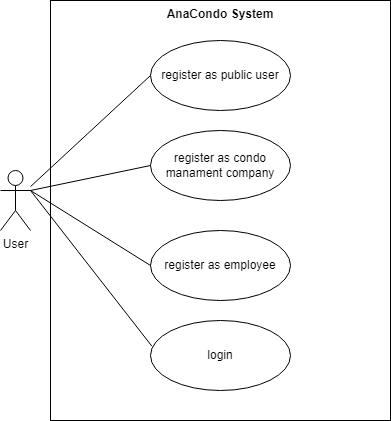 AnaCondo System
register as public user
register as condo
manament company
User
register as employee
login